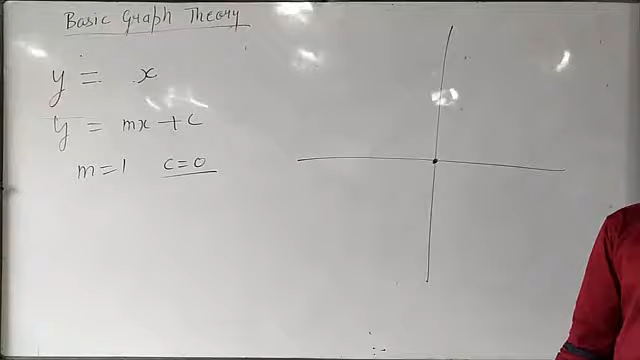 Basic Graph Theory
y = x
y = mx + c
m=1 c=0